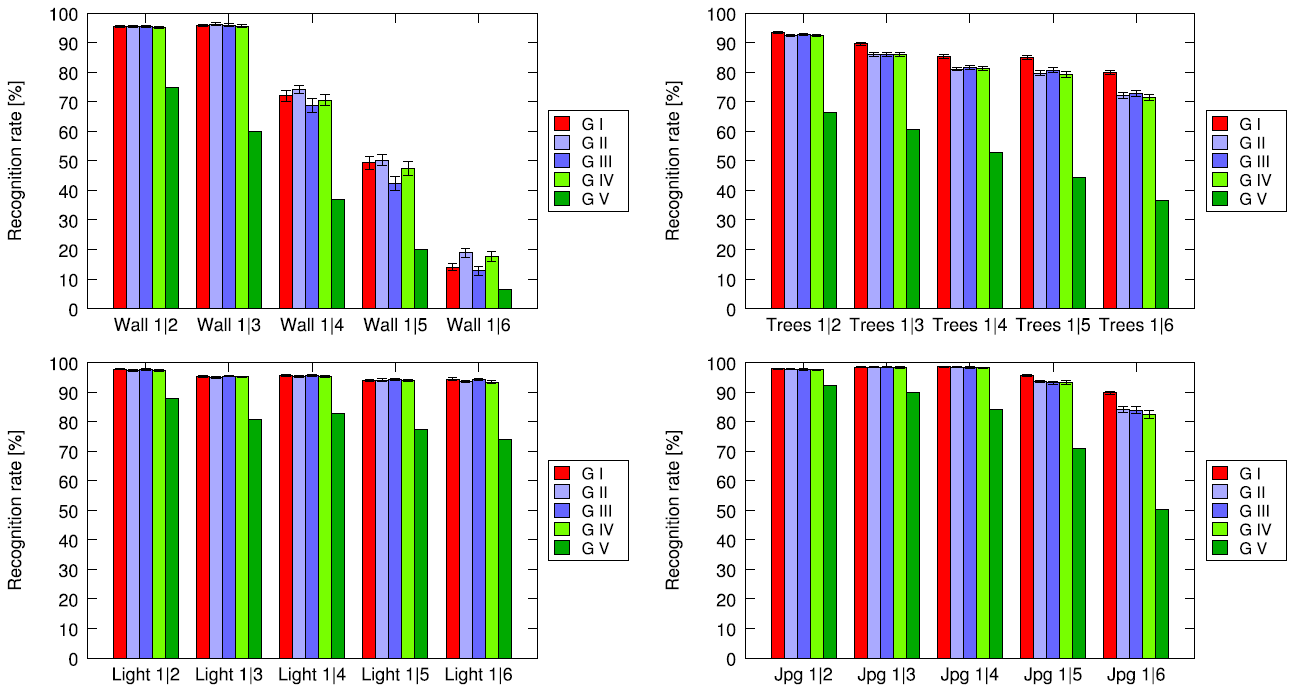 Recognition rate [%]
100
90
80
70
60
50
40
30
20
10
0
Wall 1|2 Wall 1|3 Wall 1|4 Wall 1|5 Wall 1|6
G I
G II
G III
G IV
G V
Recognition rate [%]
100
90
80
70
60
50
40
30
20
10
0
Trees 1|2 Trees 1|3 Trees 1|4 Trees 1|5 Trees 1|6
G I
G II
G III
G IV
G V
Recognition rate [%]
100
90
80
70
60
50
40
30
20
10
0
Light 1|2 Light 1|3 Light 1|4 Light 1|5 Light 1|6
G I
G II
G III
G IV
G V
Recognition rate [%]
100
90
80
70
60
50
40
30
20
10
0
Jpg 1|2 Jpg 1|3 Jpg 1|4 Jpg 1|5 Jpg 1|6
G I
G II
G III
G IV
G V